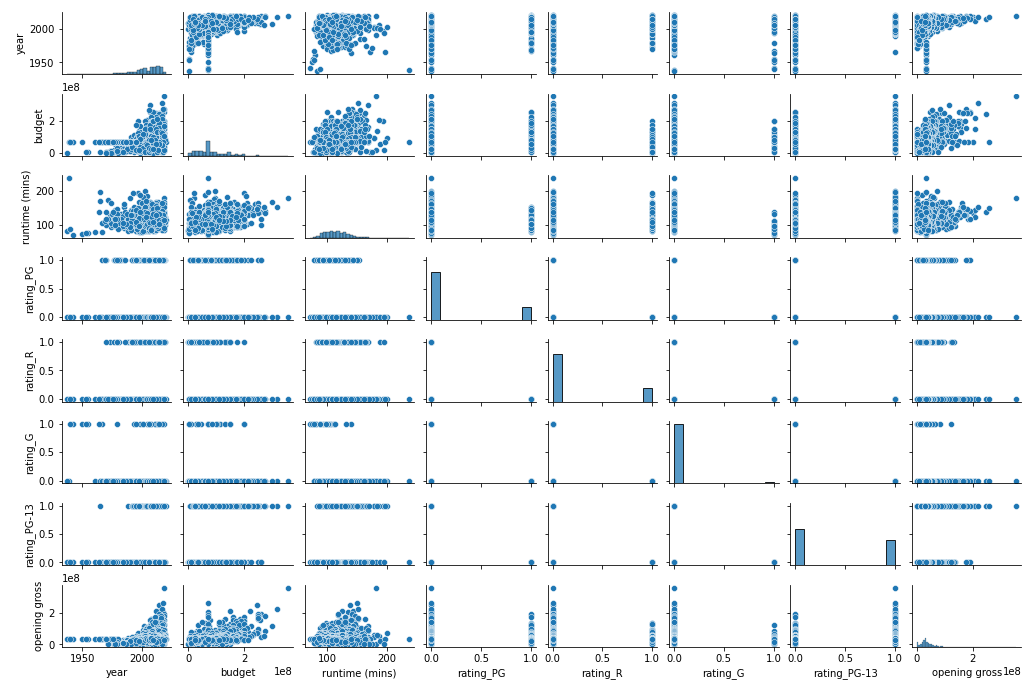 year
2000
1950
1e8
budget
2
0
runtime (mins)
200
100
rating_PG
1.0
0.5
0.0
rating_R
1.0
0.5
0.0
rating_G
1.0
0.5
0.0
rating_PG-13
1.0
0.5
0.0
1e8
opening gross
2
0
1950 2000 0 2 100 200 0.0 0.5 1.0 0.0 0.5 1.0 0.0 0.5 1.0 0.0 0.5 1.0 0 2
year budget 1e8 runtime (mins) rating_PG rating_R rating_G rating_PG-13 opening gross 1e8